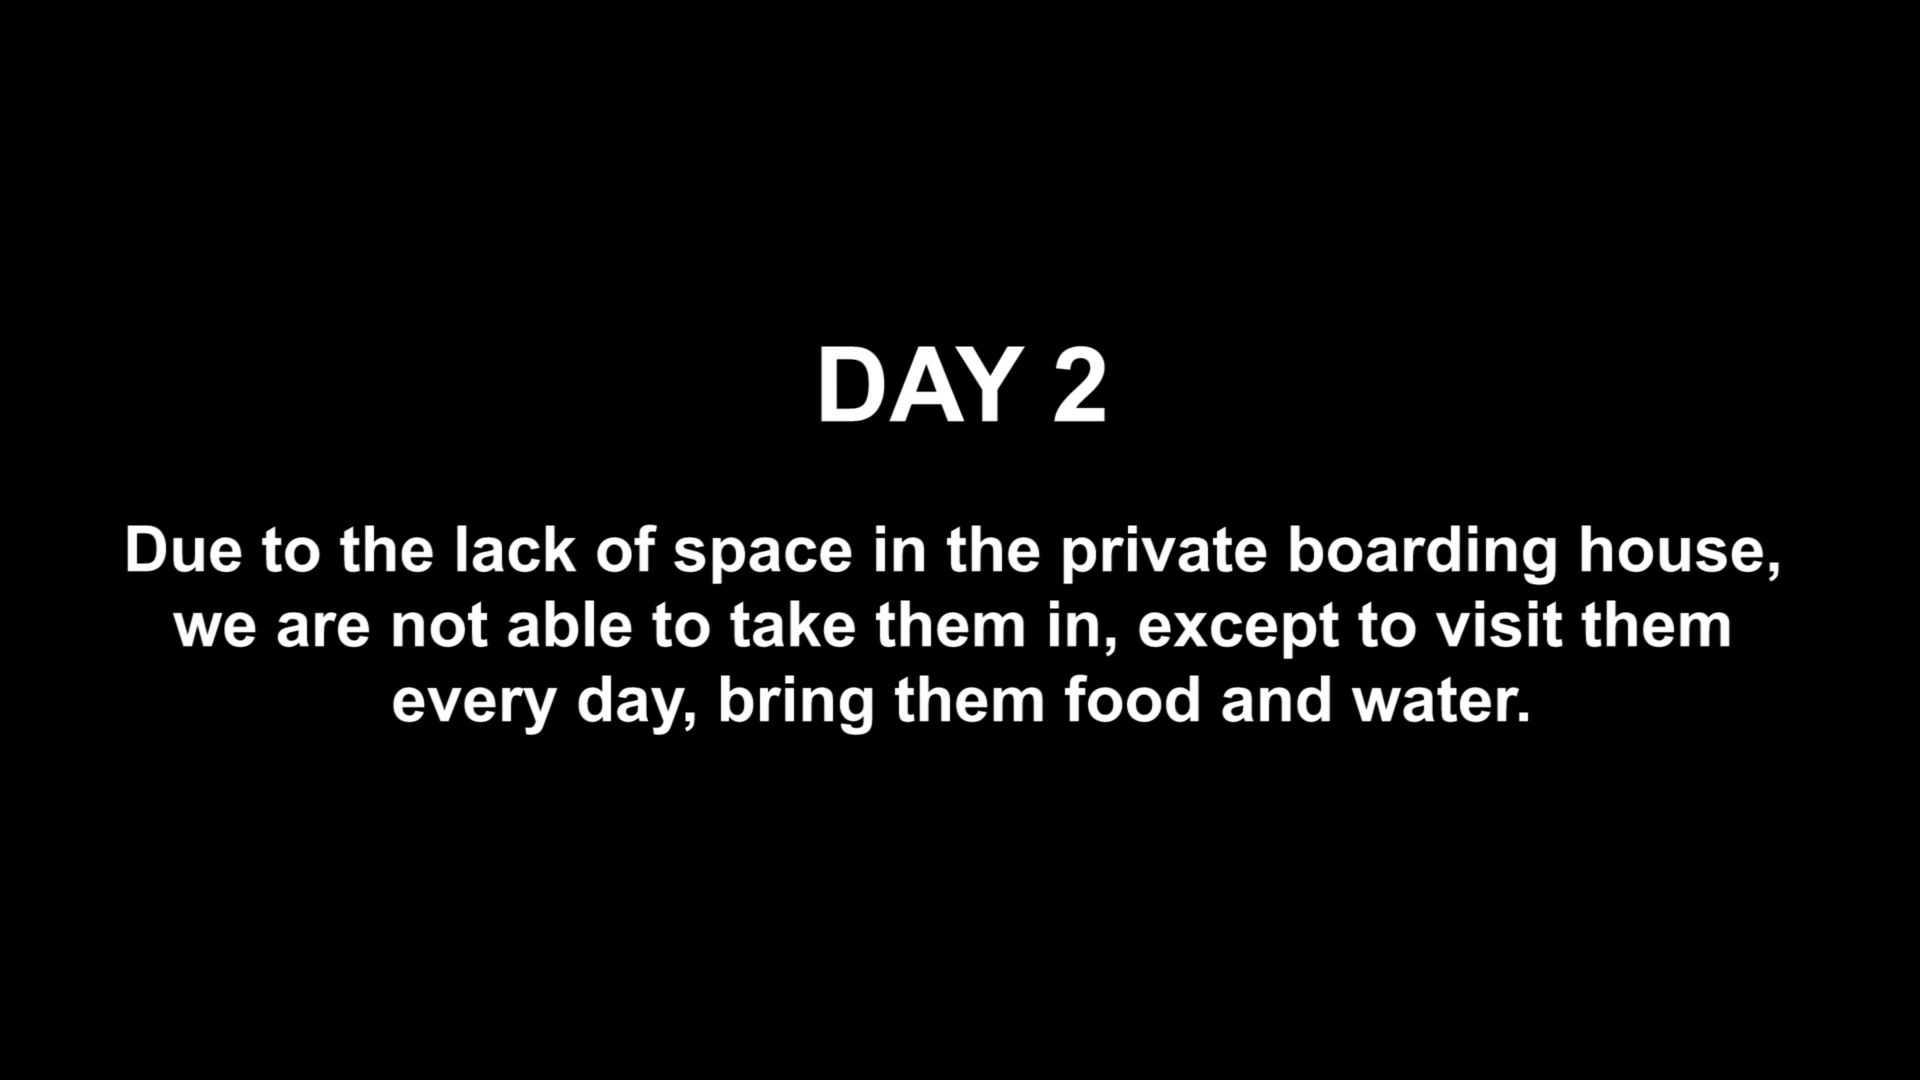 DAY 2
Due to the lack of space in the private boarding house,
we are not able to take them in, except to visit them
every day, bring them food and water.